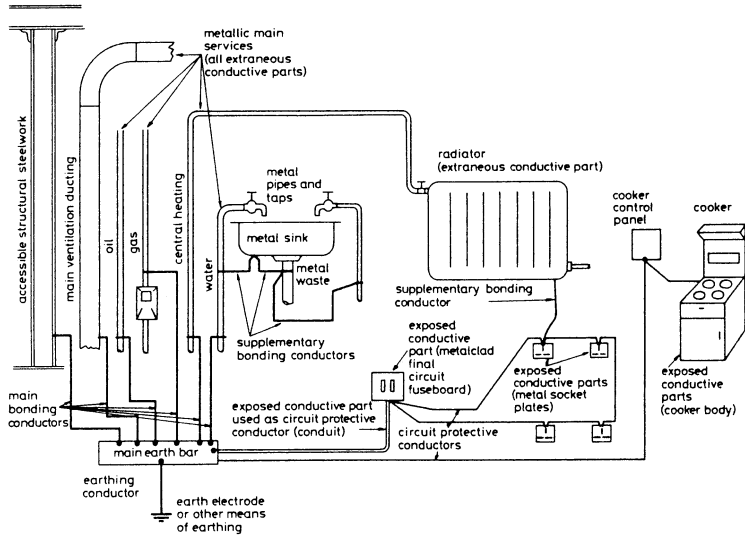 metallic main
services
(all extraneous
conductive parts)
accessible structural steelwork
main ventilation ducting
oil
gas
central heating
water
metal
pipes and
taps
metal sink
metal
waste
supplementary
bonding conductors
radiator
(extraneous conductive part)
cooker
control
panel
cooker
supplementary bonding
conductor
exposed
conductive
part (metalclad
final
circuit
fuseboard)
exposed
conductive parts
(metal socket
plates)
exposed
conductive
parts
(cooker body)
main
bonding
conductors
exposed conductive part
used as circuit protective
conductor (conduit)
circuit protective
conductors
main earth bar
earthing
conductor
earth electrode
or other means
of earthing